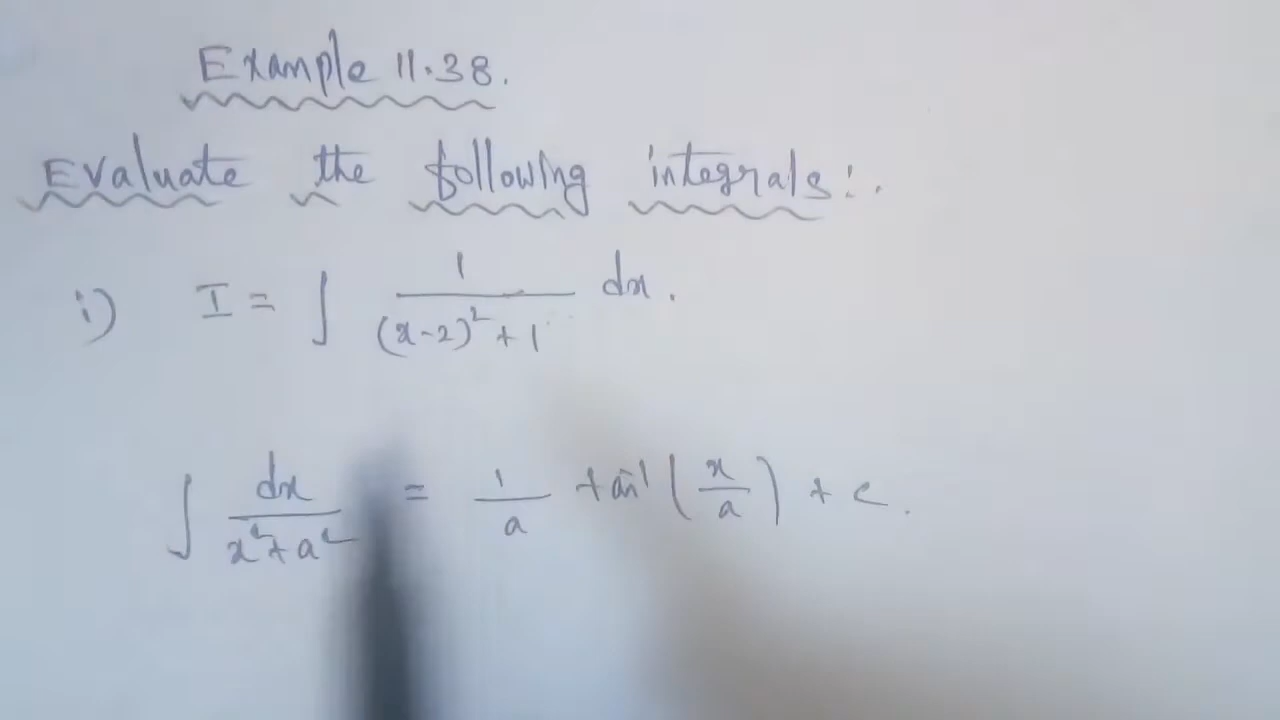 Example 11.38.
Evaluate the following integrals:.
i) I = ∫ 1/((x-2)² + 1) dx.
∫ dx/(x² + a²) = 1/a tan⁻¹ (x/a) + c.